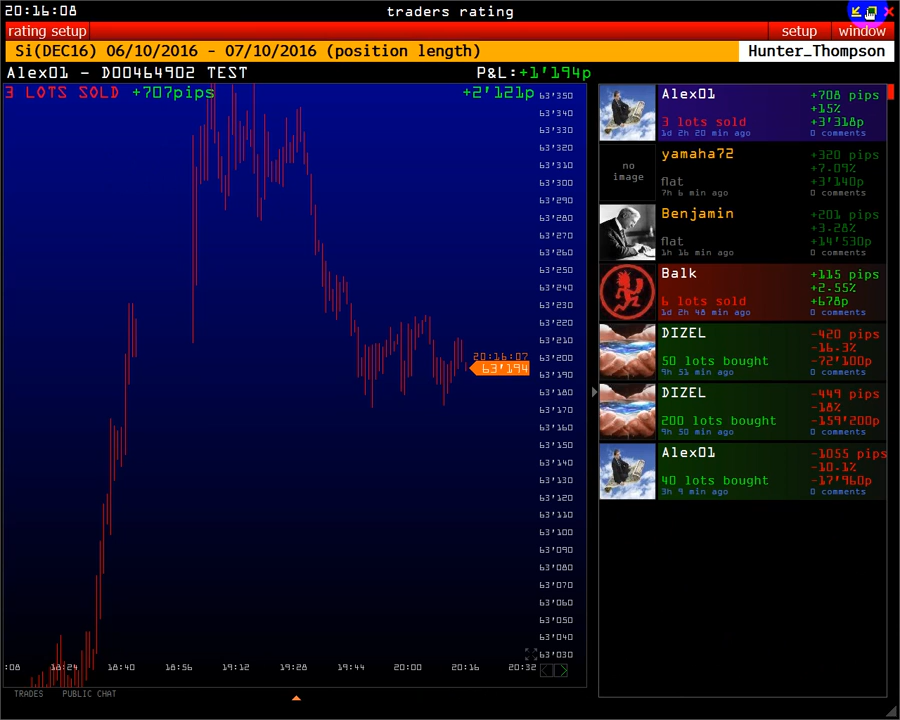 20:16:08 traders rating
rating setup setup window
Si(DEC16) 06/10/2016 - 07/10/2016 (position length) Hunter_Thompson
Alex01 - D00464902 TEST P&L:+1'194p
3 LOTS SOLD +707pips +2'121p
63'350
63'340
63'330
63'320
63'310
63'300
63'290
63'280
63'270
63'260
63'250
63'240
63'230
63'220
63'210
63'200
63'190
63'180
63'170
63'160
63'150
63'140
63'130
63'120
63'110
63'100
63'090
63'080
63'070
63'060
63'050
63'040
63'030
20:16:07
63'194
:08 18:24 18:40 18:56 19:12 19:28 19:44 20:00 20:16 20:32
TRADES PUBLIC CHAT
Alex01 +708 pips
+15%
3 lots sold +3'318p
1d 2h 20 min ago 0 comments
no image
yamaha72 +320 pips
+7.09%
flat +3'140p
7h 6 min ago 0 comments
Benjamin +201 pips
+3.28%
flat +14'530p
1h 16 min ago 0 comments
Balk +115 pips
+2.55%
6 lots sold +678p
1d 2h 48 min ago 0 comments
DIZEL -420 pips
-16.3%
50 lots bought -72'100p
9h 51 min ago 0 comments
DIZEL -449 pips
-18%
200 lots bought -159'200p
9h 50 min ago 0 comments
Alex01 -1055 pips
-10.1%
40 lots bought -17'960p
3h 9 min ago 0 comments